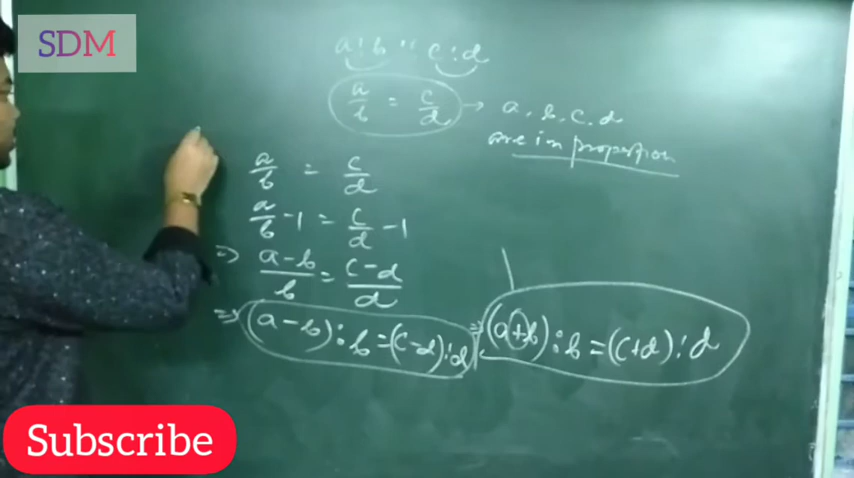 SDM
a:b :: c:d
a/b = c/d → a, b, c, d
are in proportion
a/b = c/d
a/b - 1 = c/d - 1
⇒ (a-b)/b = (c-d)/d
⇒ (a-b):b = (c-d):d ⇒ (a+b):b = (c+d):d
Subscribe